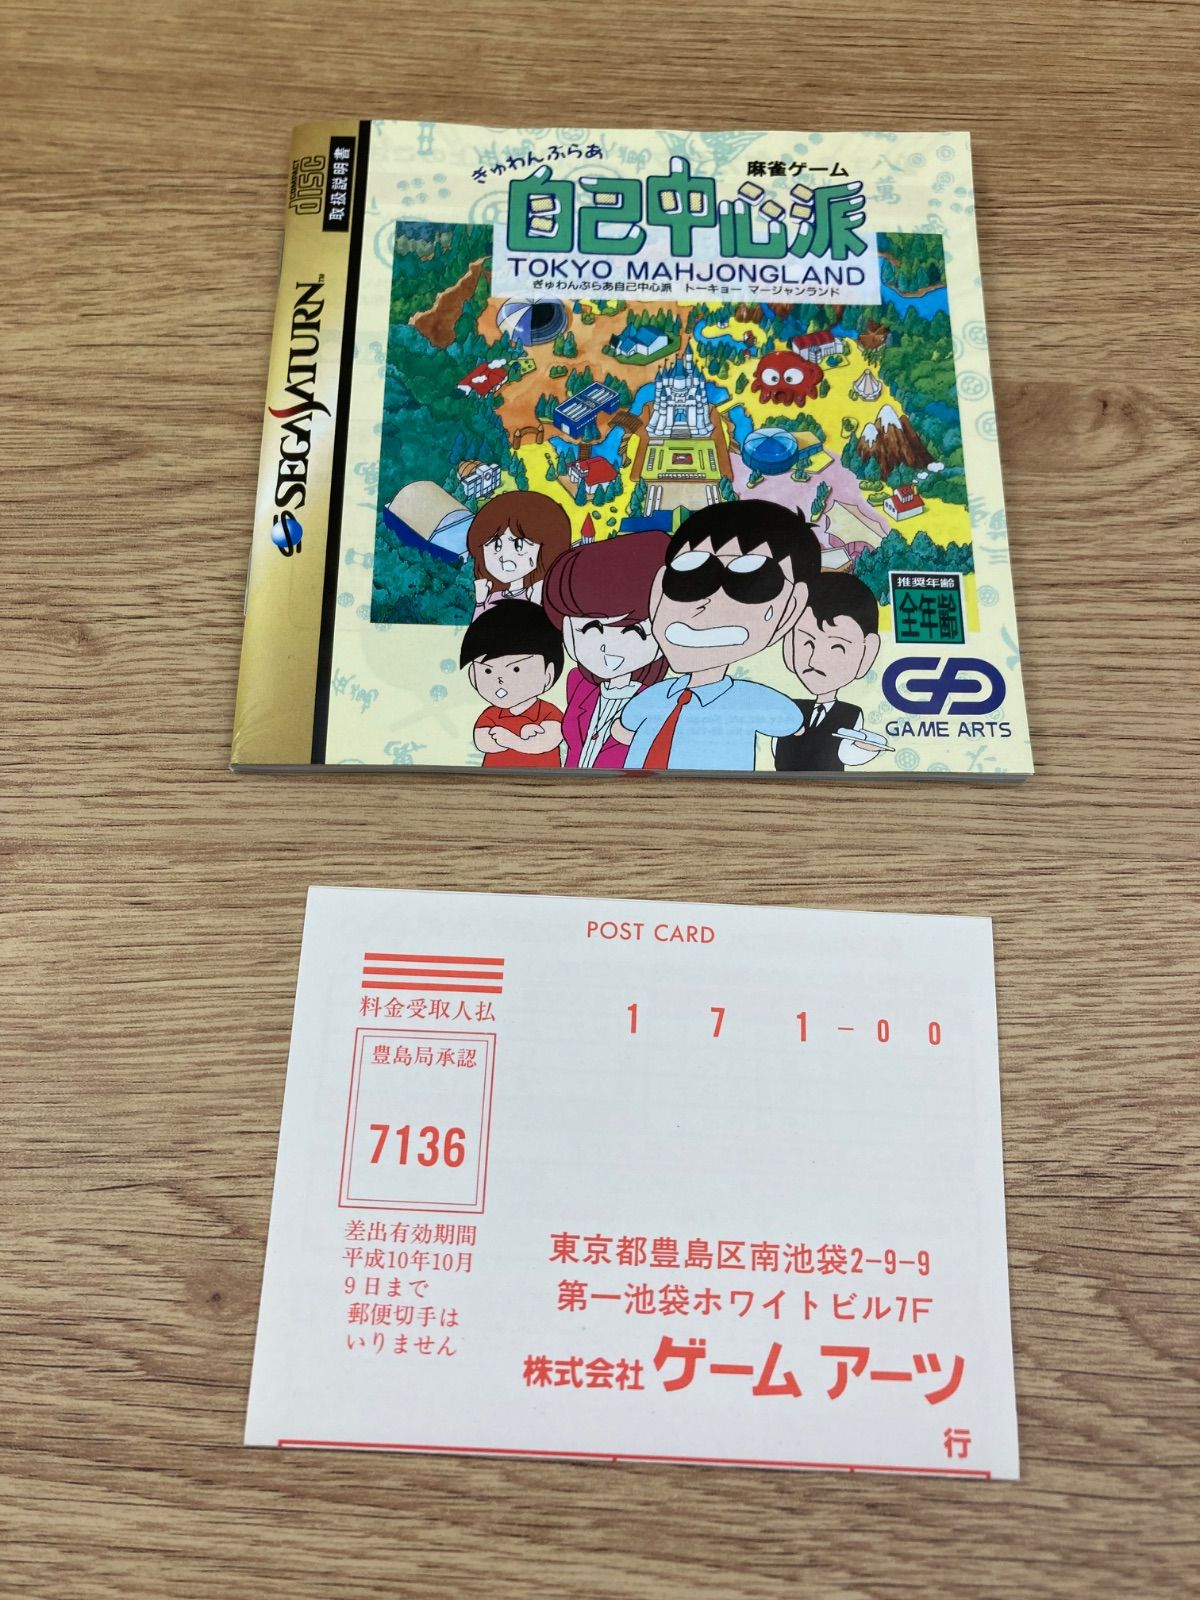 COMPACT
disc
取扱説明書
SEGA SATURN™
ぎゅわんぶらあ
麻雀ゲーム
自己中心派
TOKYO MAHJONGLAND
ぎゅわんぶらあ自己中心派 トーキョー マージャンランド
推奨年齢
全年齢
GAME ARTS
POST CARD
料金受取人払
171-00
豊島局承認
7136
差出有効期間
平成10年10月
9日まで
郵便切手は
いりません
東京都豊島区南池袋2-9-9
第一池袋ホワイトビル7F
株式会社 ゲームアーツ
行